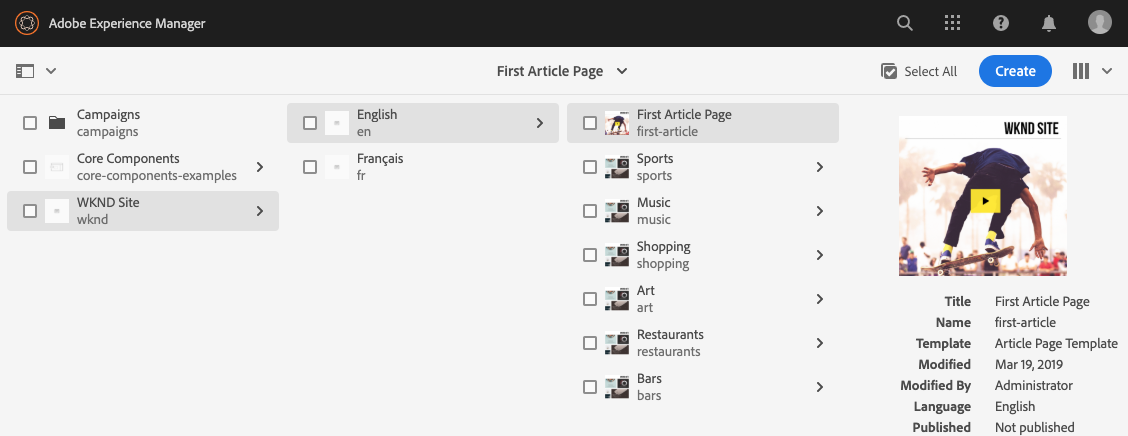 Adobe Experience Manager
First Article Page
Select All
Create
Campaigns
campaigns
Core Components
core-components-examples
WKND Site
wknd
English
en
Français
fr
First Article Page
first-article
Sports
sports
Music
music
Shopping
shopping
Art
art
Restaurants
restaurants
Bars
bars
WKND SITE
Title First Article Page
Name first-article
Template Article Page Template
Modified Mar 19, 2019
Modified By Administrator
Language English
Published Not published